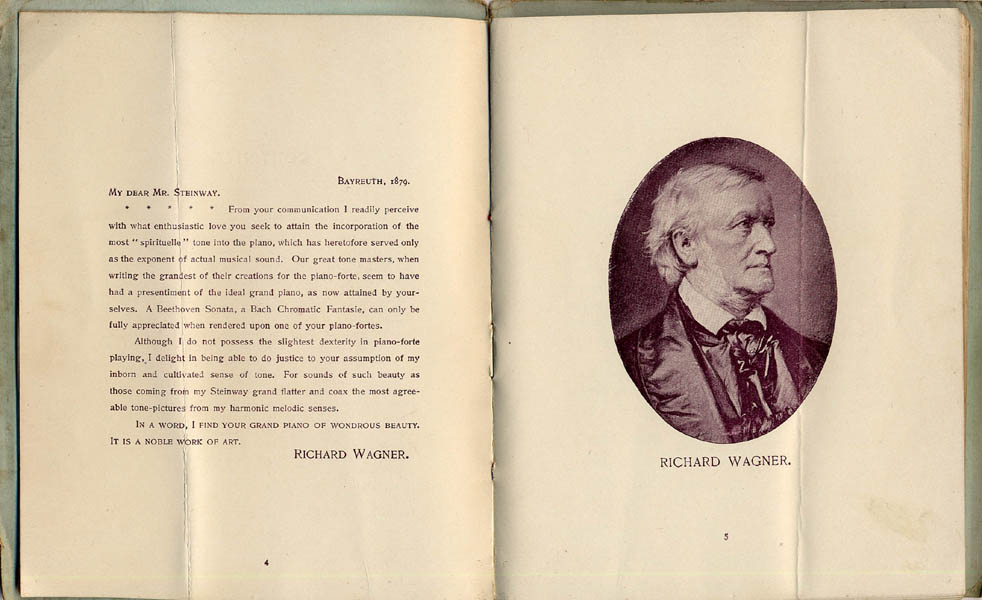 Bayreuth, 1879.
My dear Mr. Steinway.
* * * * * From your communication I readily perceive
with what enthusiastic love you seek to attain the incorporation of the
most "spirituelle" tone into the piano, which has heretofore served only
as the exponent of actual musical sound. Our great tone masters, when
writing the grandest of their creations for the piano-forte, seem to have
had a presentiment of the ideal grand piano, as now attained by your-
selves. A Beethoven Sonata, a Bach Chromatic Fantasie, can only be
fully appreciated when rendered upon one of your piano-fortes.
Although I do not possess the slightest dexterity in piano-forte
playing, I delight in being able to do justice to your assumption of my
inborn and cultivated sense of tone. For sounds of such beauty as
those coming from my Steinway grand flatter and coax the most agree-
able tone-pictures from my harmonic melodic senses.
In a word, I find your grand piano of wondrous beauty.
It is a noble work of art.
Richard Wagner.
4
RICHARD WAGNER.
5